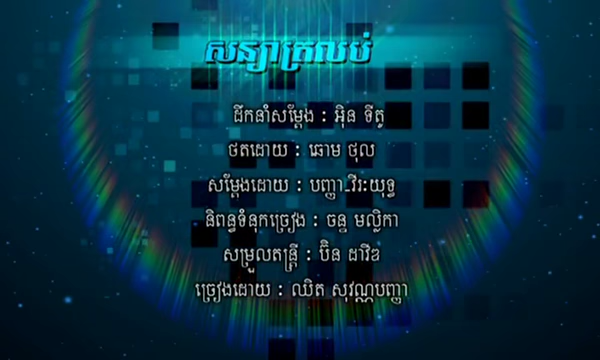 សន្យាត្រលប់
ដឹកនាំសម្ដែង : អ៊ិន ទីតូ
ថតដោយ : ឆោម ថុល
សម្ដែងដោយ : បញ្ញា_វីរៈយុទ្ធ
និពន្ធទំនុកច្រៀង : ចន្ទ មល្លិកា
សម្រួលតន្ត្រី : ប៊ិន ដាវីឌ
ច្រៀងដោយ : ឈិត សុវណ្ណបញ្ញា